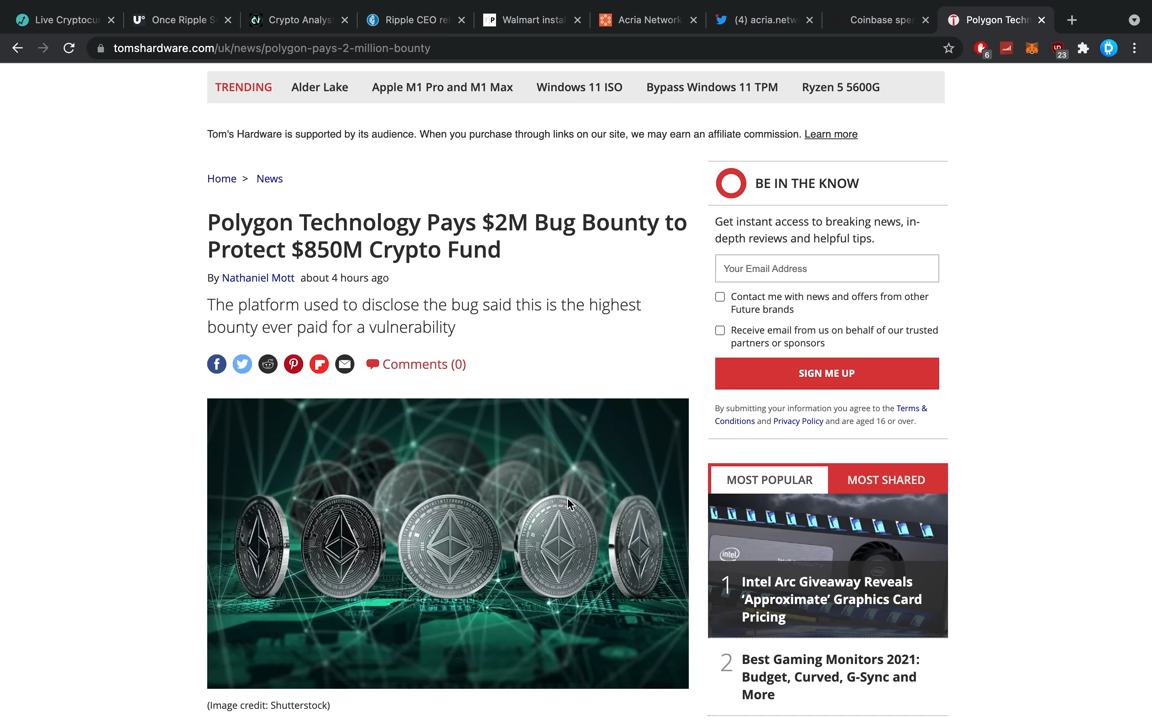 Live Cryptocur
Once Ripple S
Crypto Analys
Ripple CEO re
Walmart insta
Acria Network
(4) acria.netw
Coinbase spe
Polygon Techn
tomshardware.com/uk/news/polygon-pays-2-million-bounty
6
23
TRENDING Alder Lake Apple M1 Pro and M1 Max Windows 11 ISO Bypass Windows 11 TPM Ryzen 5 5600G
Tom's Hardware is supported by its audience. When you purchase through links on our site, we may earn an affiliate commission. Learn more
Home > News
Polygon Technology Pays $2M Bug Bounty to
Protect $850M Crypto Fund
By Nathaniel Mott about 4 hours ago
The platform used to disclose the bug said this is the highest
bounty ever paid for a vulnerability
Comments (0)
(Image credit: Shutterstock)
BE IN THE KNOW
Get instant access to breaking news, in-
depth reviews and helpful tips.
Your Email Address
Contact me with news and offers from other
Future brands
Receive email from us on behalf of our trusted
partners or sponsors
SIGN ME UP
By submitting your information you agree to the Terms &
Conditions and Privacy Policy and are aged 16 or over.
MOST POPULAR
MOST SHARED
intel
1 Intel Arc Giveaway Reveals
‘Approximate’ Graphics Card
Pricing
2 Best Gaming Monitors 2021:
Budget, Curved, G-Sync and
More